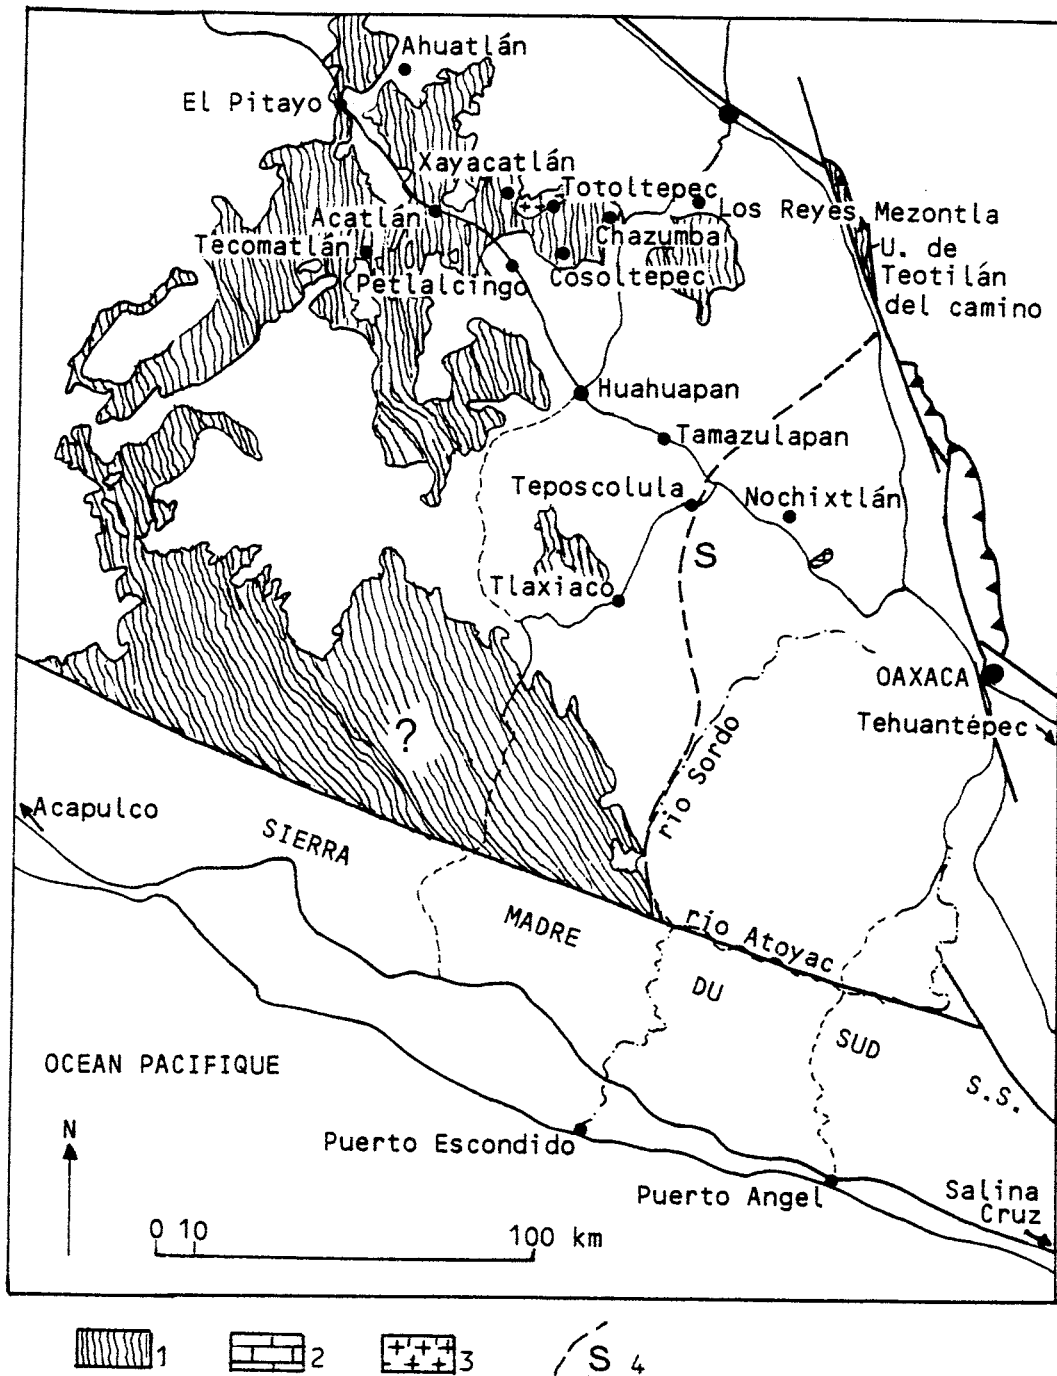 Ahuatlán
El Pitayo
Xayacatlán
Totoltepec
Los Reyes Mezontla
Acatlán
Chazumba
Tecomatlán
U. de
Teotilán
del camino
Petlalcingo
Cosoltepec
Huahuapan
Tamazulapan
Teposcolula
Nochixtlán
S
Tlaxiaco
OAXACA
Tehuantépec
?
río Sordo
Acapulco
SIERRA
MADRE
DU
SUD
río Atoyac
S.S.
OCEAN PACIFIQUE
N
Puerto Escondido
Puerto Angel
Salina
Cruz
0 10 100 km
1 2 3 S 4